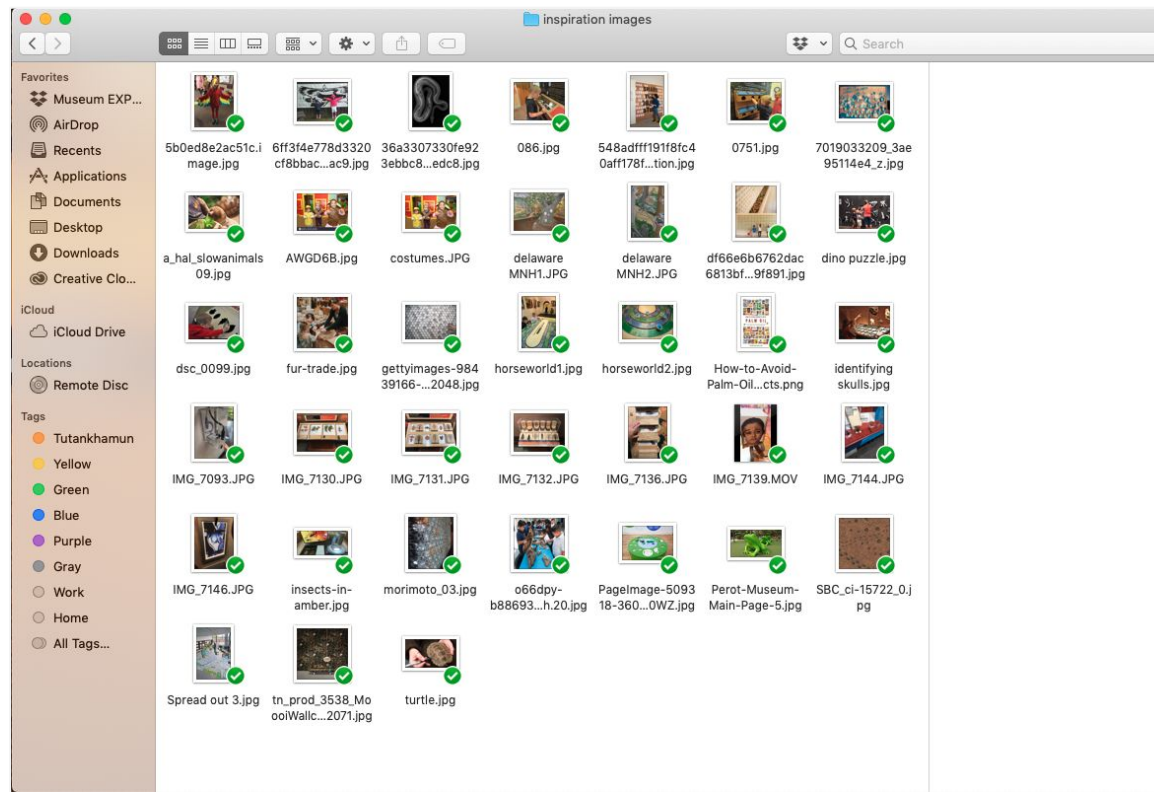 inspiration images
Search
Favorites
Museum EXP...
AirDrop
Recents
Applications
Documents
Desktop
Downloads
Creative Clo...
iCloud
iCloud Drive
Locations
Remote Disc
Tags
Tutankhamun
Yellow
Green
Blue
Purple
Gray
Work
Home
All Tags...
5b0ed8e2ac51c.i
mage.jpg
6ff3f4e778d3320
cf8bbac...ac9.jpg
36a3307330fe92
3ebbc8...edc8.jpg
086.jpg
548adfff191f8fc4
0aff178f...tion.jpg
0751.jpg
7019033209_3ae
95114e4_z.jpg
a_hal_slowanimals
09.jpg
AWGD6B.jpg
costumes.JPG
delaware
MNH1.JPG
delaware
MNH2.JPG
df66e6b6762dac
6813bf...9f891.jpg
dino puzzle.jpg
dsc_0099.jpg
fur-trade.jpg
gettyimages-984
39166-...2048.jpg
horseworld1.jpg
horseworld2.jpg
How-to-Avoid-
Palm-Oil...cts.png
identifying
skulls.jpg
IMG_7093.JPG
IMG_7130.JPG
IMG_7131.JPG
IMG_7132.JPG
IMG_7136.JPG
IMG_7139.MOV
IMG_7144.JPG
IMG_7146.JPG
insects-in-
amber.jpg
morimoto_03.jpg
o66dpy-
b88693...h.20.jpg
PageImage-5093
18-360...0WZ.jpg
Perot-Museum-
Main-Page-5.jpg
SBC_ci-15722_0.j
pg
Spread out 3.jpg
tn_prod_3538_Mo
ooiWallc...2071.jpg
turtle.jpg